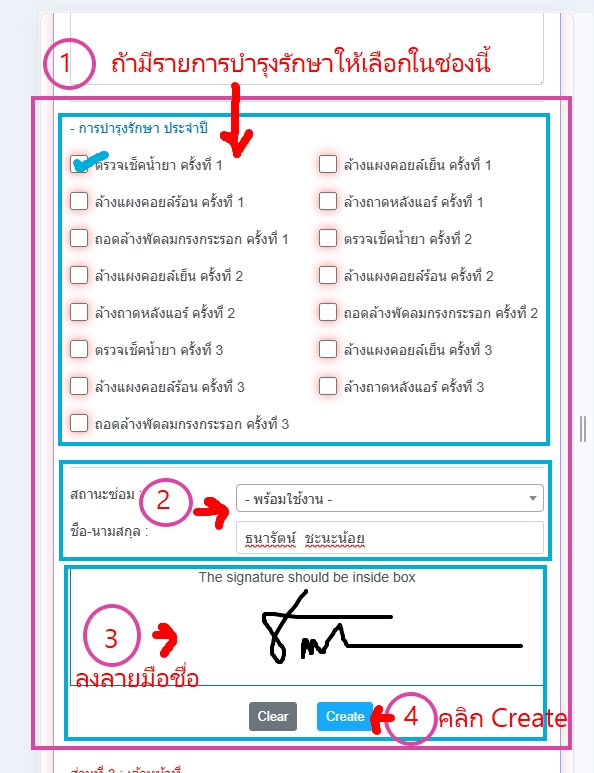 1 ถ้ามีรายการบำรุงรักษาให้เลือกในช่องนี้
- การบำรุงรักษา ประจำปี
ตรวจเช็คน้ำยา ครั้งที่ 1
ล้างแผงคอยล์เย็น ครั้งที่ 1
ล้างแผงคอยล์ร้อน ครั้งที่ 1
ล้างถาดหลังแอร์ ครั้งที่ 1
ถอดล้างพัดลมกรงกระรอก ครั้งที่ 1
ตรวจเช็คน้ำยา ครั้งที่ 2
ล้างแผงคอยล์เย็น ครั้งที่ 2
ล้างแผงคอยล์ร้อน ครั้งที่ 2
ล้างถาดหลังแอร์ ครั้งที่ 2
ถอดล้างพัดลมกรงกระรอก ครั้งที่ 2
ตรวจเช็คน้ำยา ครั้งที่ 3
ล้างแผงคอยล์เย็น ครั้งที่ 3
ล้างแผงคอยล์ร้อน ครั้งที่ 3
ล้างถาดหลังแอร์ ครั้งที่ 3
ถอดล้างพัดลมกรงกระรอก ครั้งที่ 3
สถานะซ่อม : 2 - พร้อมใช้งาน -
ชื่อ-นามสกุล : ธนารัตน์ ชะนะน้อย
The signature should be inside box
3
ลงลายมือชื่อ
Clear Create 4 คลิก Create